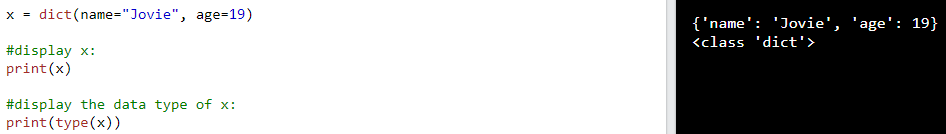 x = dict(name="Jovie", age=19)
#display x:
print(x)
#display the data type of x:
print(type(x))
{'name': 'Jovie', 'age': 19}
<class 'dict'>